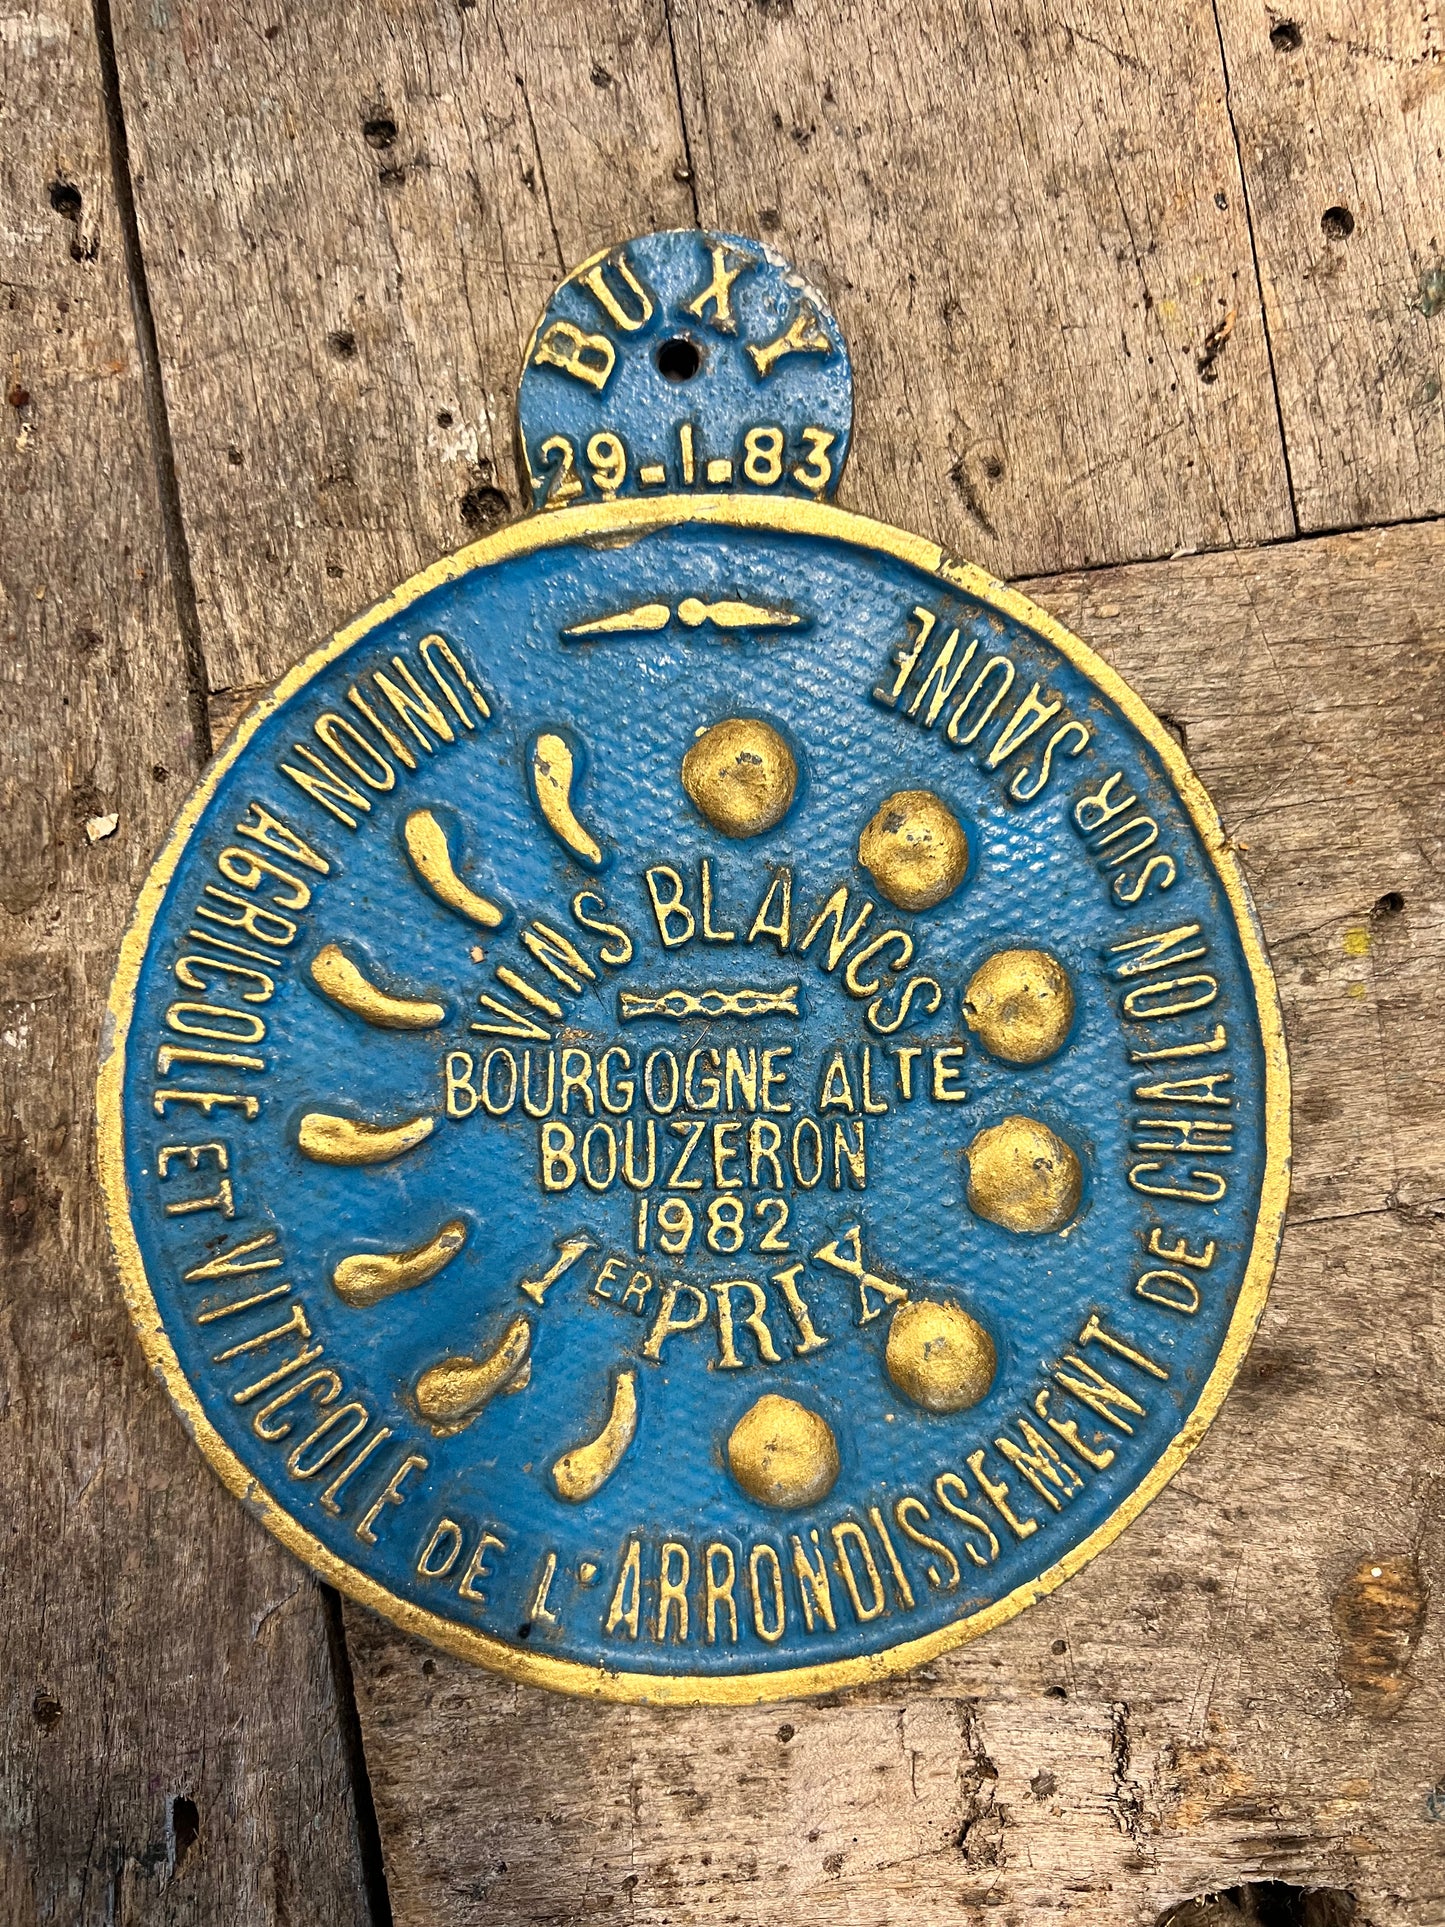 BUXY
29-1-83
UNION AGRICOLE ET VITICOLE DE L'ARRONDISSEMENT DE CHALON SUR SAONE
VINS BLANCS
BOURGOGNE ALTE
BOUZERON
1982
1ER PRIX